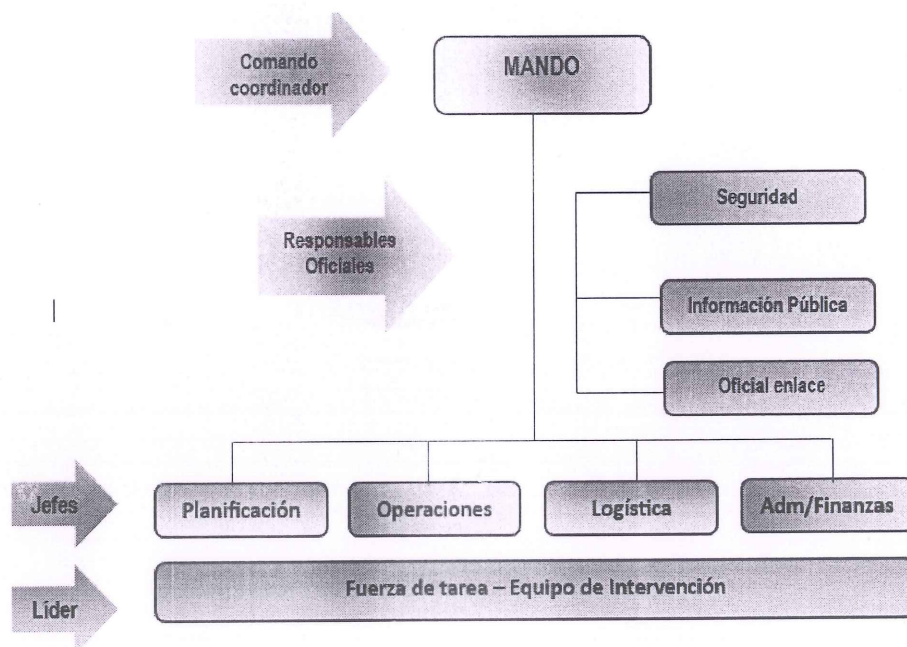 Comando
coordinador
MANDO
Seguridad
Responsables
Oficiales
Información Pública
Oficial enlace
Jefes
Planificación
Operaciones
Logística
Adm/Finanzas
Líder
Fuerza de tarea – Equipo de Intervención